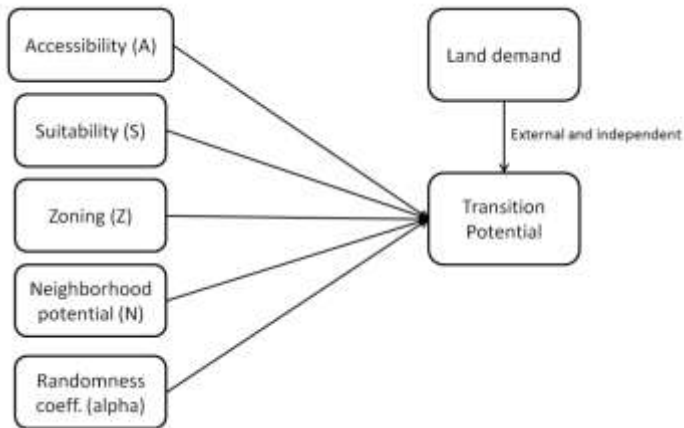 Accessibility (A)
Suitability (S)
Zoning (Z)
Neighborhood
potential (N)
Randomness
coeff. (alpha)
Land demand
External and independent
Transition
Potential